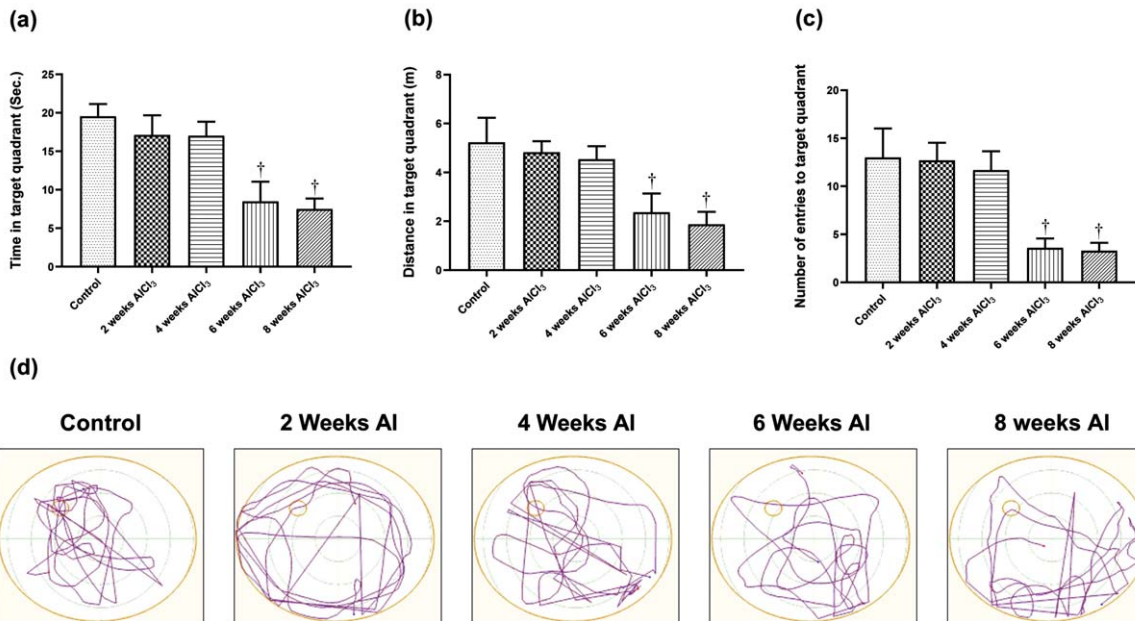 (a)
Time in target quadrant (Sec.)
25
20
15
10
5
0
†
†
Control
2 weeks AlCl₃
4 weeks AlCl₃
6 weeks AlCl₃
8 weeks AlCl₃
(b)
Distance in target quadrant (m)
8
6
4
2
0
†
†
Control
2 weeks AlCl₃
4 weeks AlCl₃
6 weeks AlCl₃
8 weeks AlCl₃
(c)
Number of entries to target quadrant
20
15
10
5
0
†
†
Control
2 weeks AlCl₃
4 weeks AlCl₃
6 weeks AlCl₃
8 weeks AlCl₃
(d)
Control
2 Weeks Al
4 Weeks Al
6 Weeks Al
8 weeks Al